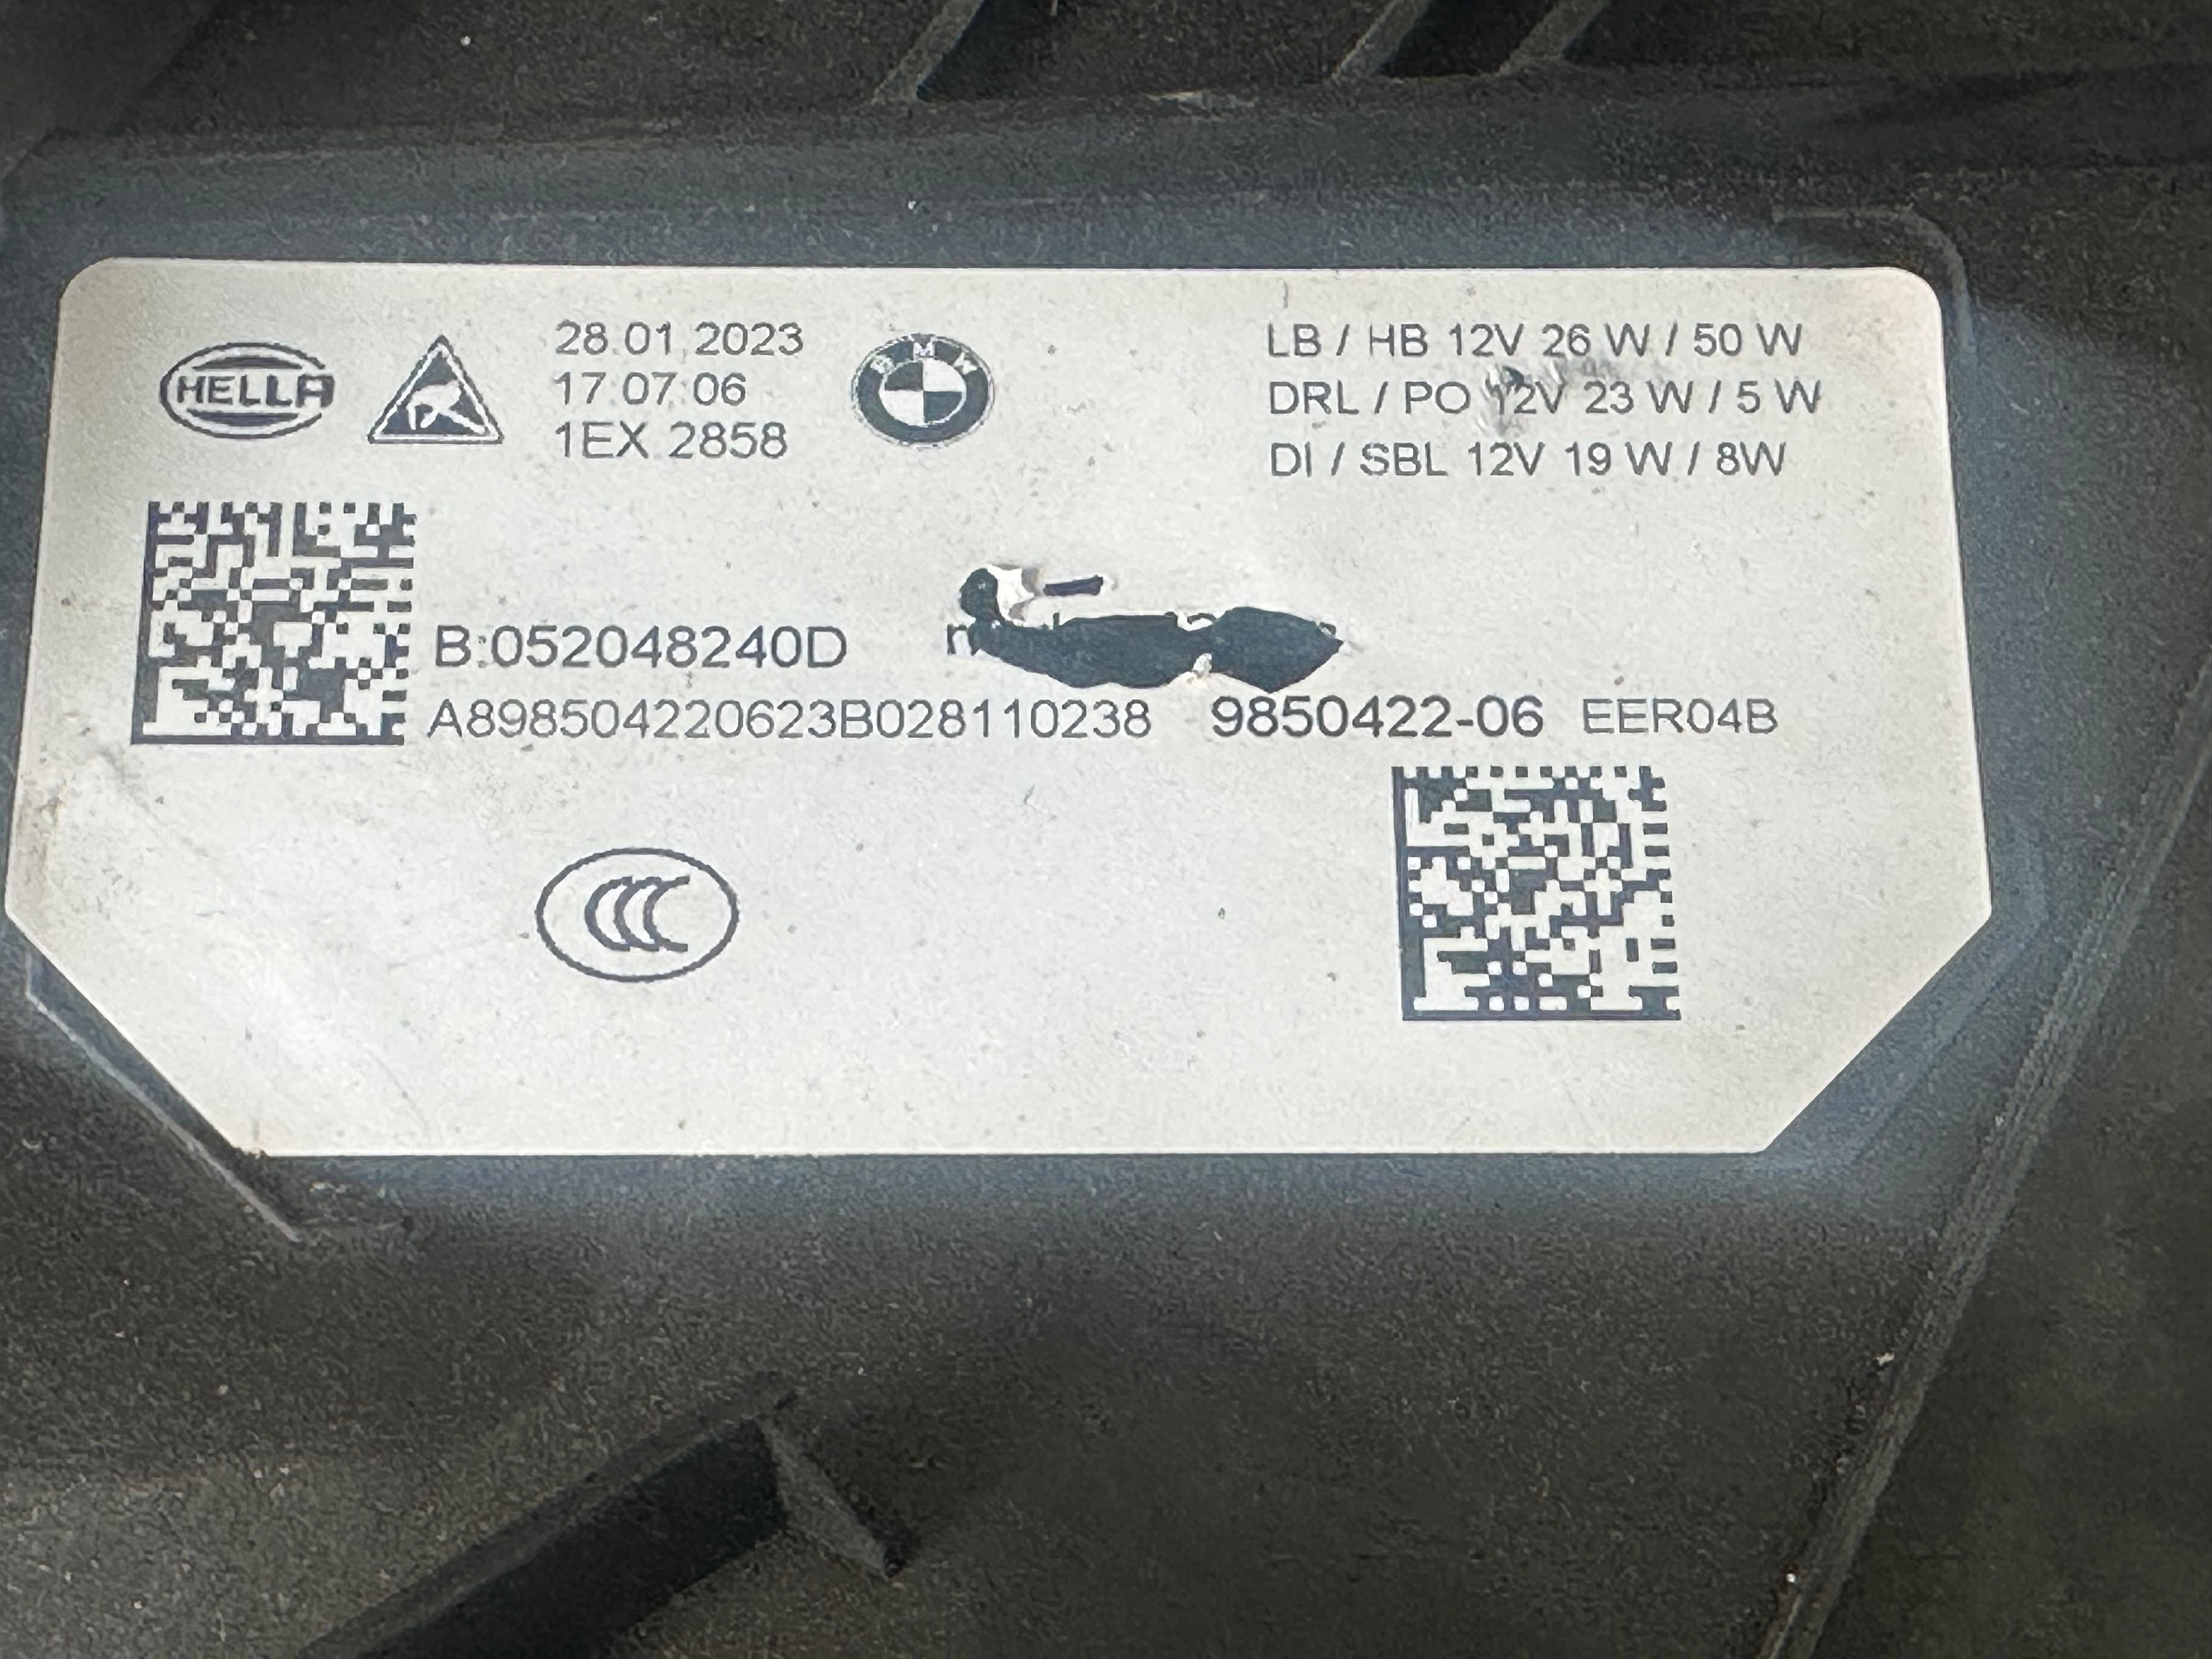 HELLA
28.01.2023
17:07:06
1EX 2858
BMW
LB / HB 12V 26 W / 50 W
DRL / PO 12V 23 W / 5 W
DI / SBL 12V 19 W / 8W
B:052048240D
A898504220623B028110238 9850422-06 EER04B
CCC